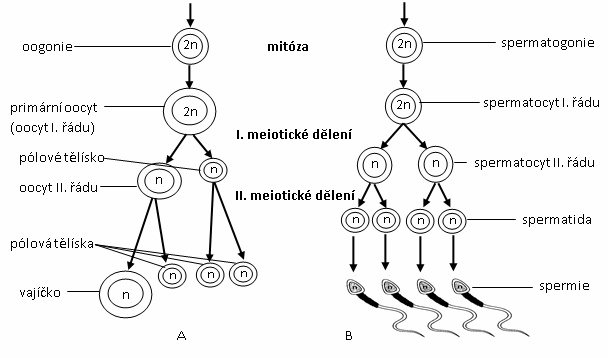 2n
oogonie
mitóza
2n
spermatogonie
primární oocyt
(oocyt I. řádu)
2n
2n
spermatocyt I. řádu
I. meiotické dělení
pólové tělísko
n
oocyt II. řádu
n
n
n
spermatocyt II. řádu
II. meiotické dělení
n
n
n
n
spermatida
pólová tělíska
vajíčko
n
n
n
n
n
n
n
n
spermie
A
B